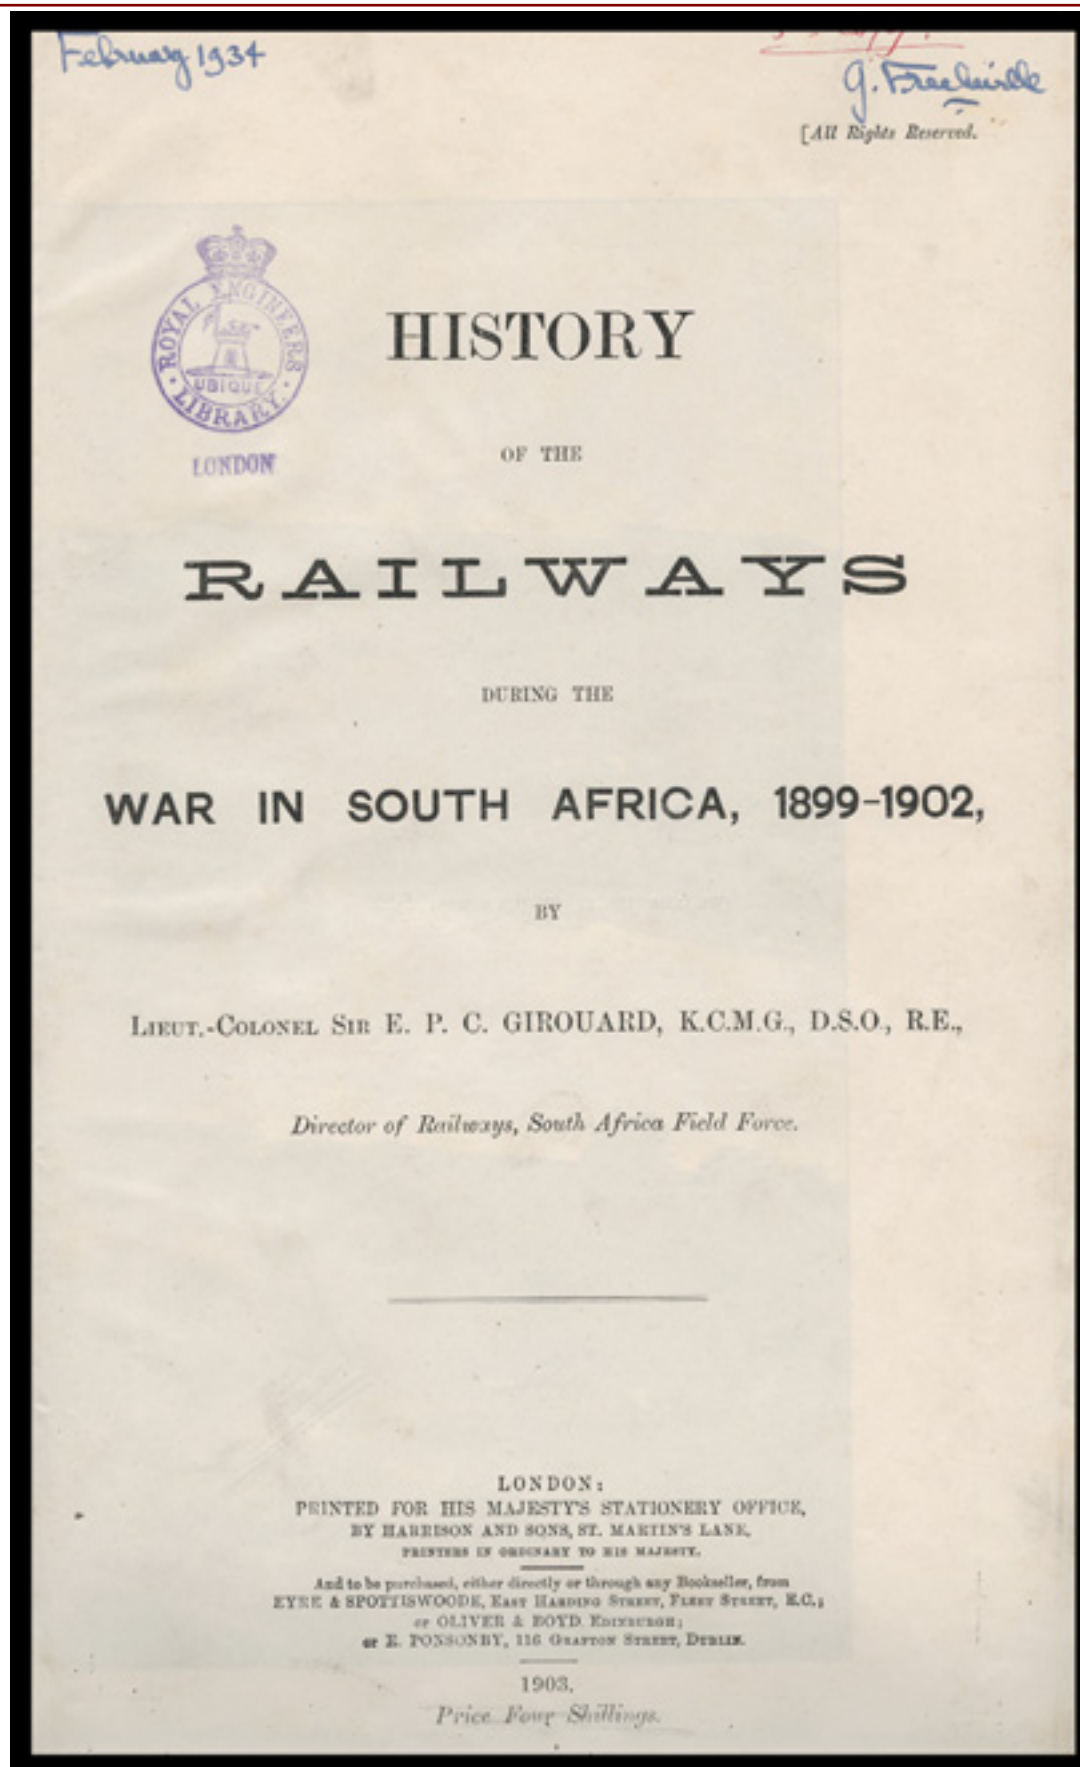 February 1934
[All Rights Reserved.
ROYAL ENGINEERS
UBIQUE
LIBRARY.
LONDON
HISTORY
OF THE
RAILWAYS
DURING THE
WAR IN SOUTH AFRICA, 1899-1902,
BY
LIEUT.-COLONEL SIR E. P. C. GIROUARD, K.C.M.G., D.S.O., R.E.,
Director of Railways, South Africa Field Force.
LONDON:
PRINTED FOR HIS MAJESTY'S STATIONERY OFFICE,
BY HARRISON AND SONS, ST. MARTIN'S LANE,
PRINTERS IN ORDINARY TO HIS MAJESTY.
And to be purchased, either directly or through any Bookseller, from
EYRE & SPOTTISWOODE, EAST HARDING STREET, FLEET STREET, E.C.;
or OLIVER & BOYD. EDINBURGH;
or E. PONSONBY, 116 GRAFTON STREET, DUBLIN.
1903.
Price Four Shillings.